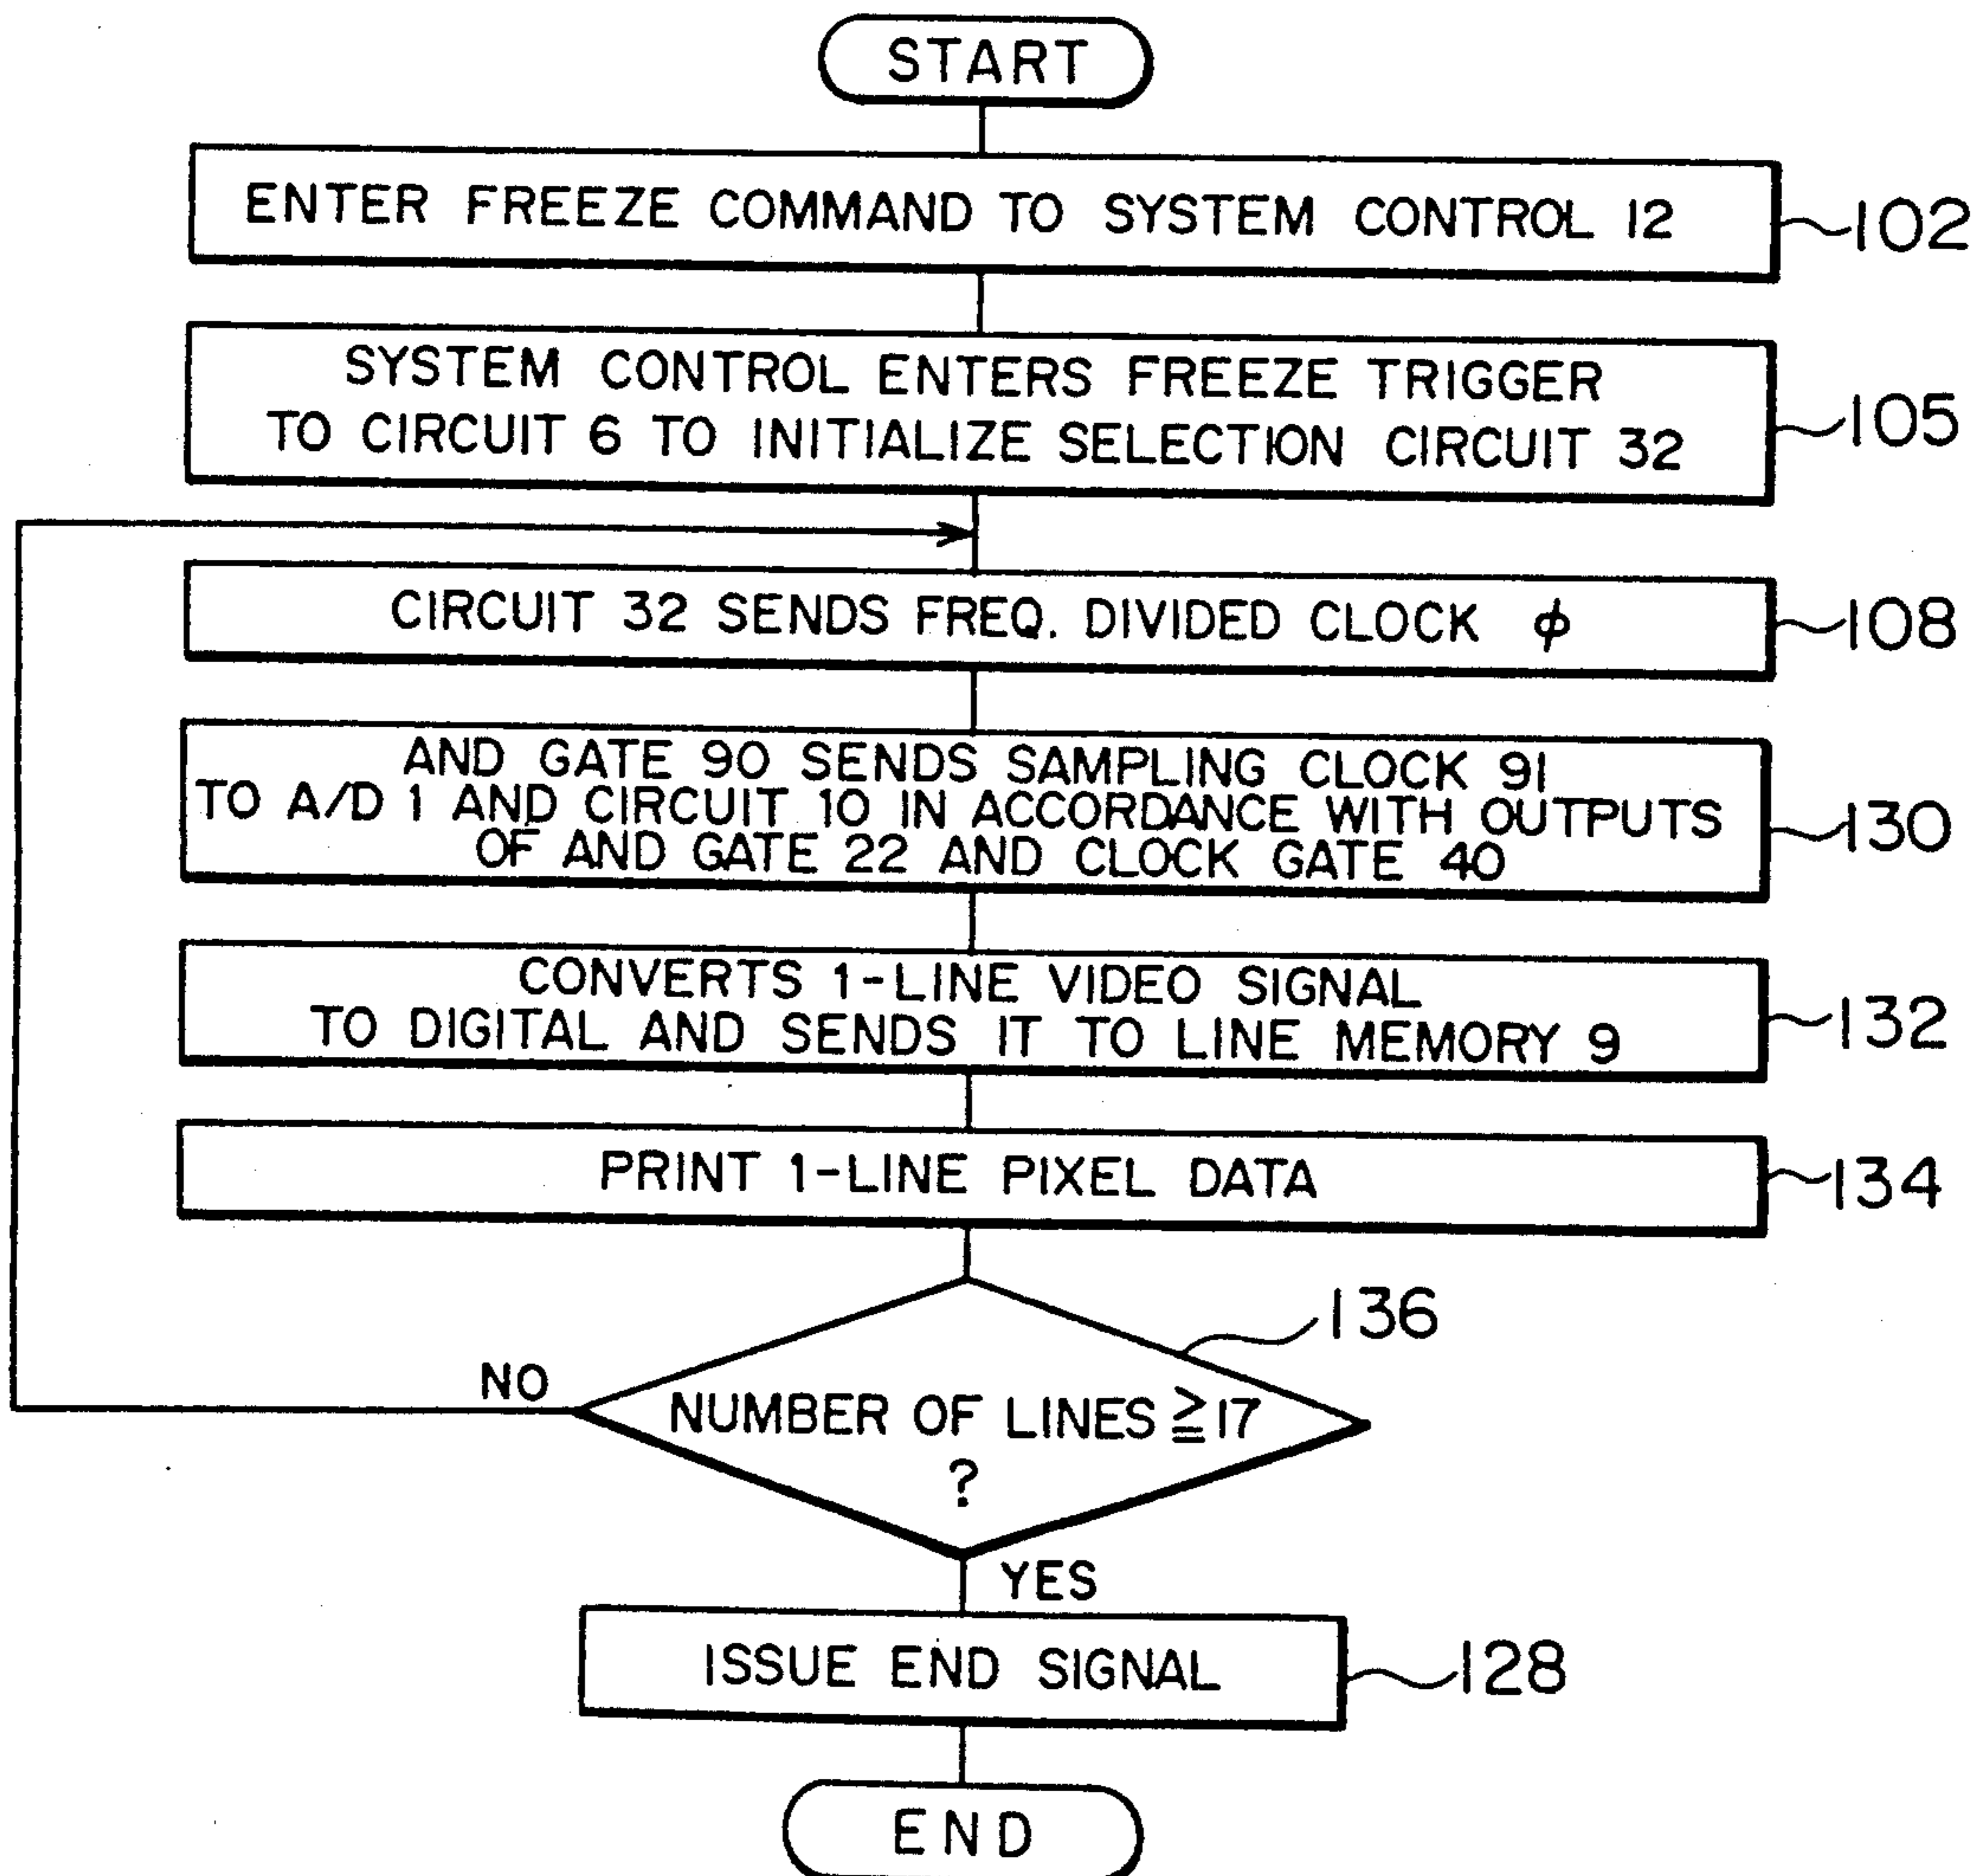 START
ENTER FREEZE COMMAND TO SYSTEM CONTROL 12
102
SYSTEM CONTROL ENTERS FREEZE TRIGGER
TO CIRCUIT 6 TO INITIALIZE SELECTION CIRCUIT 32
105
CIRCUIT 32 SENDS FREQ. DIVIDED CLOCK ϕ
108
AND GATE 90 SENDS SAMPLING CLOCK 91
TO A/D 1 AND CIRCUIT 10 IN ACCORDANCE WITH OUTPUTS
OF AND GATE 22 AND CLOCK GATE 40
130
CONVERTS 1-LINE VIDEO SIGNAL
TO DIGITAL AND SENDS IT TO LINE MEMORY 9
132
PRINT 1-LINE PIXEL DATA
134
136
NO
NUMBER OF LINES ≧17
?
YES
ISSUE END SIGNAL
128
END